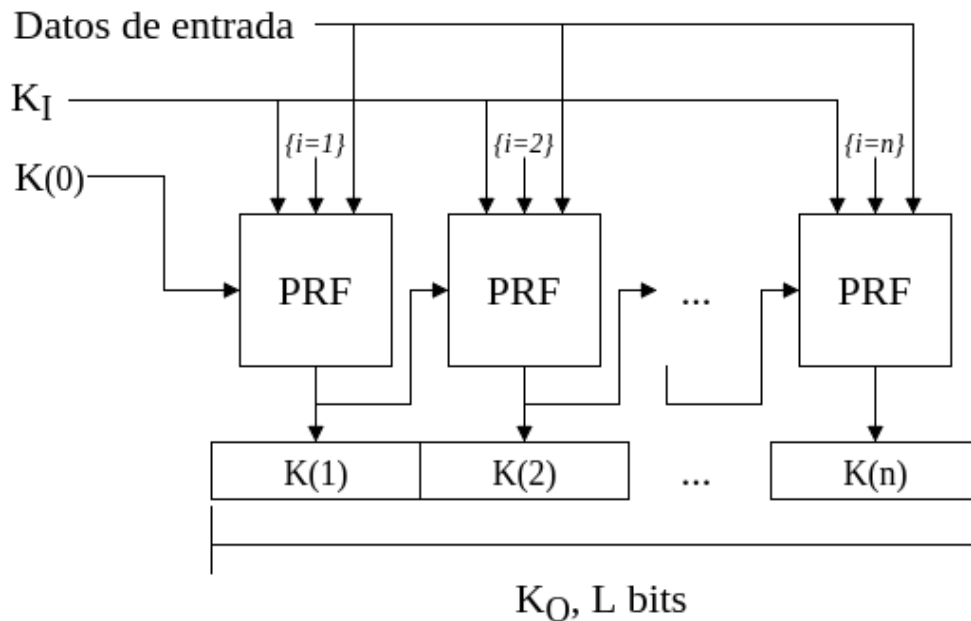 Datos de entrada
K_I
{i=1} {i=2} {i=n}
K(0)
PRF PRF ... PRF
K(1) K(2) ... K(n)
K_O, L bits